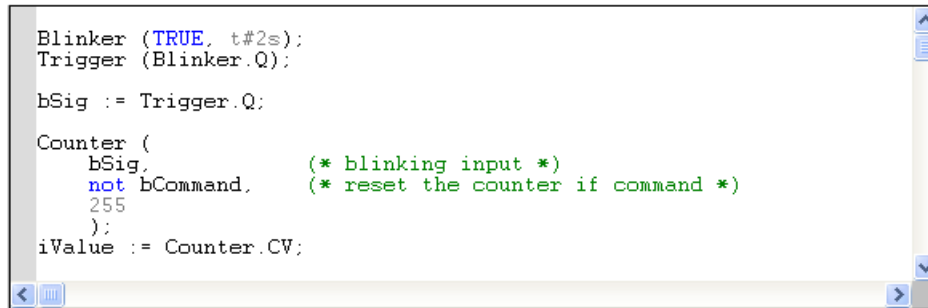 Blinker (TRUE, t#2s);
Trigger (Blinker.Q);
bSig := Trigger.Q;
Counter (
bSig, (* blinking input *)
not bCommand, (* reset the counter if command *)
255
);
iValue := Counter.CV;